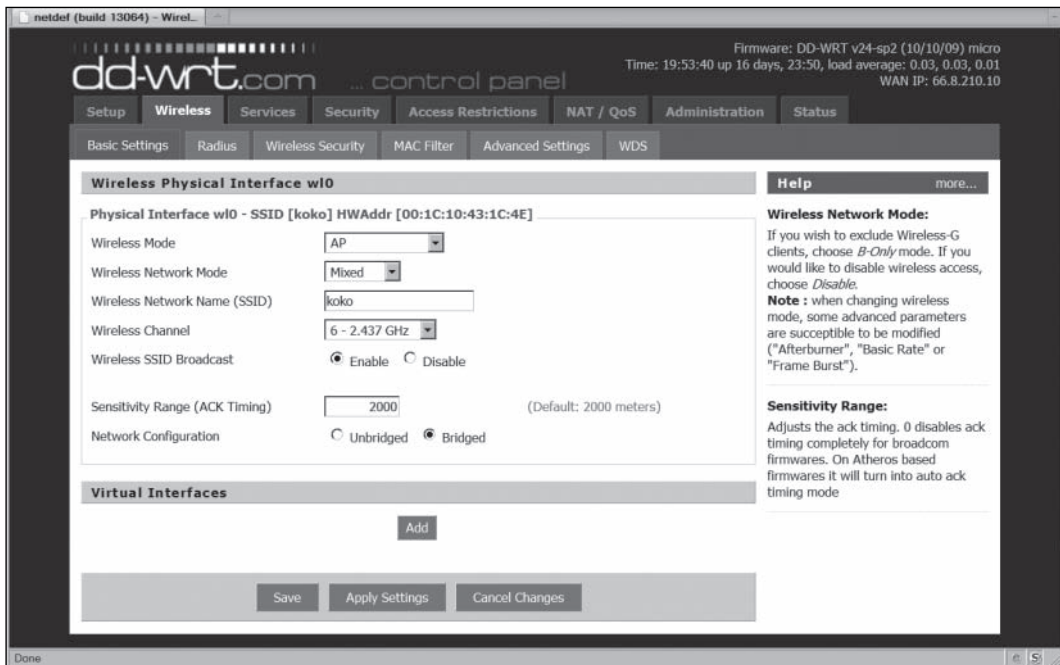 netdef (build 13064) - Wirel...
dd-wrt.com ... control panel
Firmware: DD-WRT v24-sp2 (10/10/09) micro
Time: 19:53:40 up 16 days, 23:50, load average: 0.03, 0.03, 0.01
WAN IP: 66.8.210.10
Setup Wireless Services Security Access Restrictions NAT / QoS Administration Status
Basic Settings Radius Wireless Security MAC Filter Advanced Settings WDS
Wireless Physical Interface wl0
Physical Interface wl0 - SSID [koko] HWAddr [00:1C:10:43:1C:4E]
Wireless Mode AP
Wireless Network Mode Mixed
Wireless Network Name (SSID) koko
Wireless Channel 6 - 2.437 GHz
Wireless SSID Broadcast Enable Disable
Sensitivity Range (ACK Timing) 2000 (Default: 2000 meters)
Network Configuration Unbridged Bridged
Virtual Interfaces
Add
Save Apply Settings Cancel Changes
Help more...
Wireless Network Mode:
If you wish to exclude Wireless-G
clients, choose B-Only mode. If you
would like to disable wireless access,
choose Disable.
Note : when changing wireless
mode, some advanced parameters
are succeptible to be modified
("Afterburner", "Basic Rate" or
"Frame Burst").
Sensitivity Range:
Adjusts the ack timing. 0 disables ack
timing completely for broadcom
firmwares. On Atheros based
firmwares it will turn into auto ack
timing mode
Done